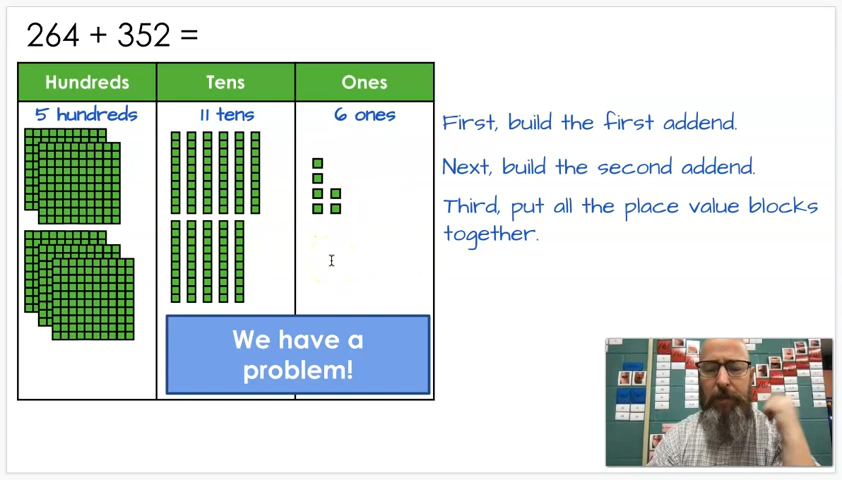 264 + 352 =
Hundreds Tens Ones
5 hundreds 11 tens 6 ones
First, build the first addend.
Next, build the second addend.
Third, put all the place value blocks
together.
We have a
problem!